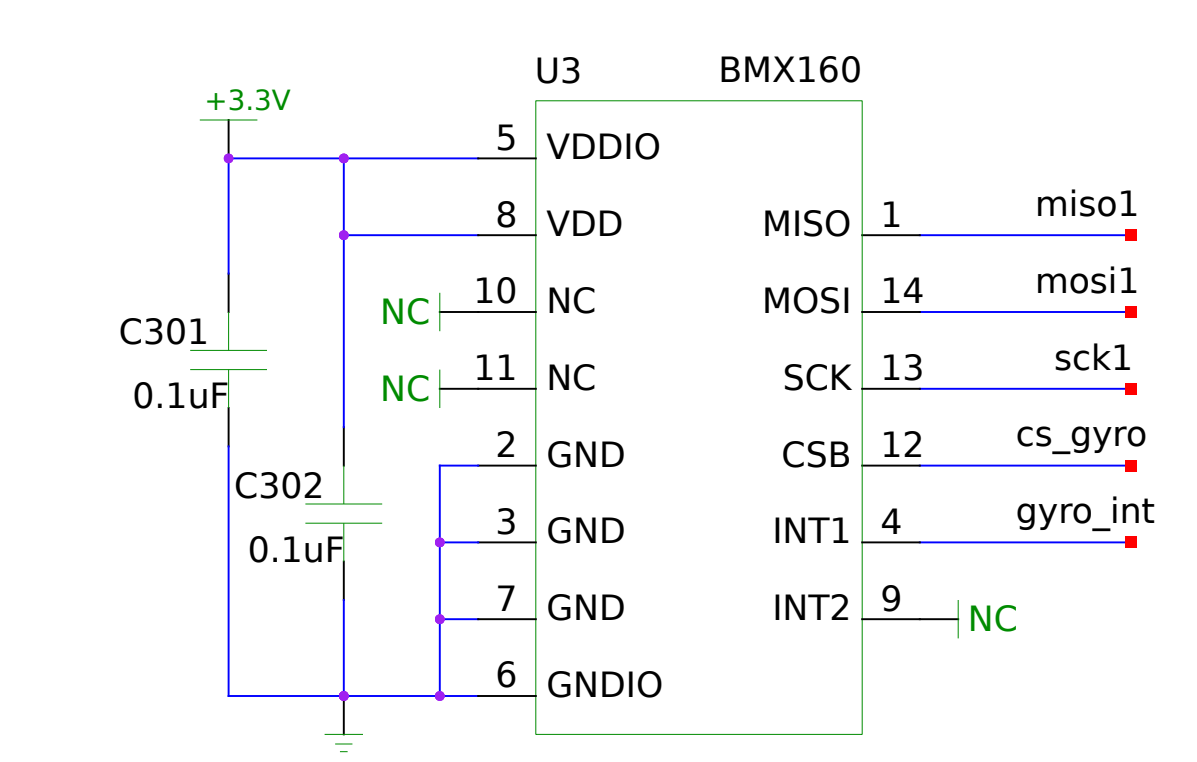 U3 BMX160
+3.3V
5 VDDIO
8 VDD
MISO 1 miso1
NC 10 NC
MOSI 14 mosi1
C301
0.1uF
NC 11 NC
SCK 13 sck1
2 GND
CSB 12 cs_gyro
C302
0.1uF
3 GND
INT1 4 gyro_int
7 GND
INT2 9 NC
6 GNDIO